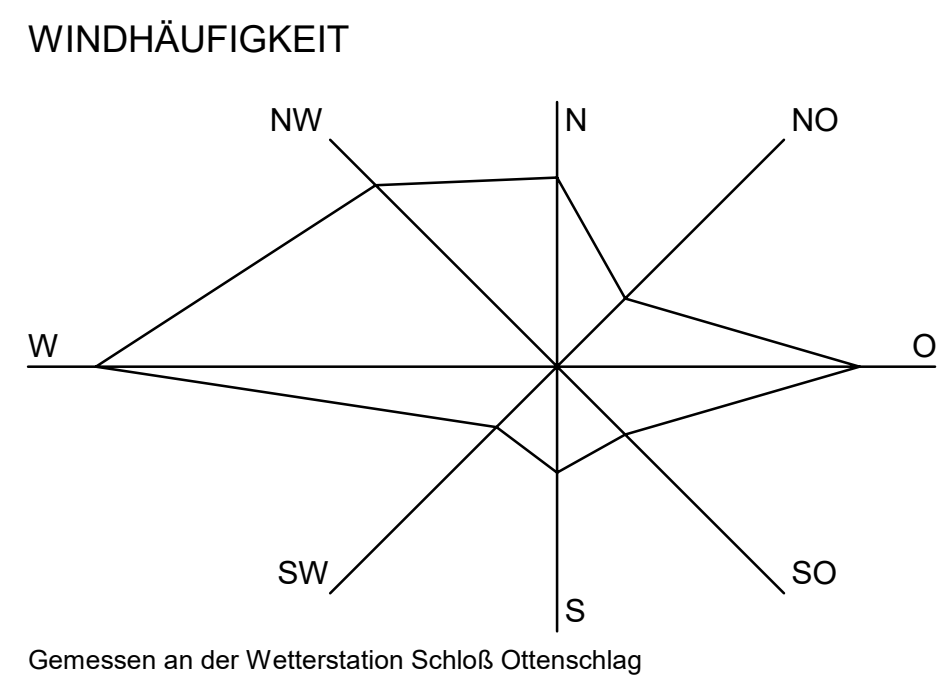 WINDHÄUFIGKEIT
NW
N
NO
W
O
SW
SO
S
Gemessen an der Wetterstation Schloß Ottenschlag